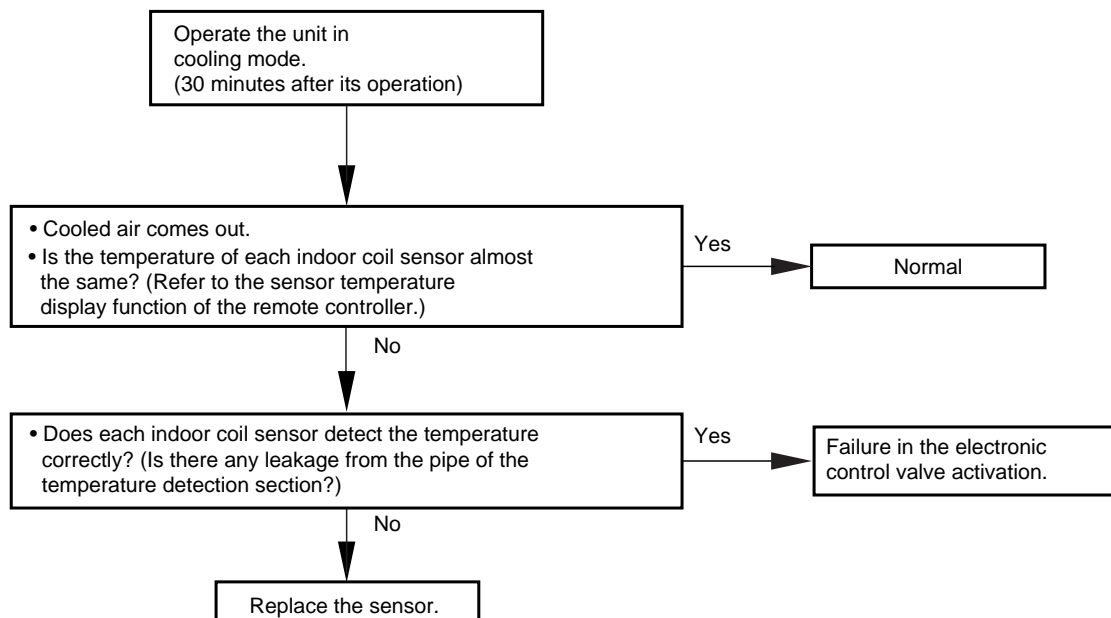 Operate the unit in
cooling mode.
(30 minutes after its operation)
• Cooled air comes out.
• Is the temperature of each indoor coil sensor almost
the same? (Refer to the sensor temperature
display function of the remote controller.)
Yes
Normal
No
• Does each indoor coil sensor detect the temperature
correctly? (Is there any leakage from the pipe of the
temperature detection section?)
Yes
Failure in the electronic
control valve activation.
No
Replace the sensor.